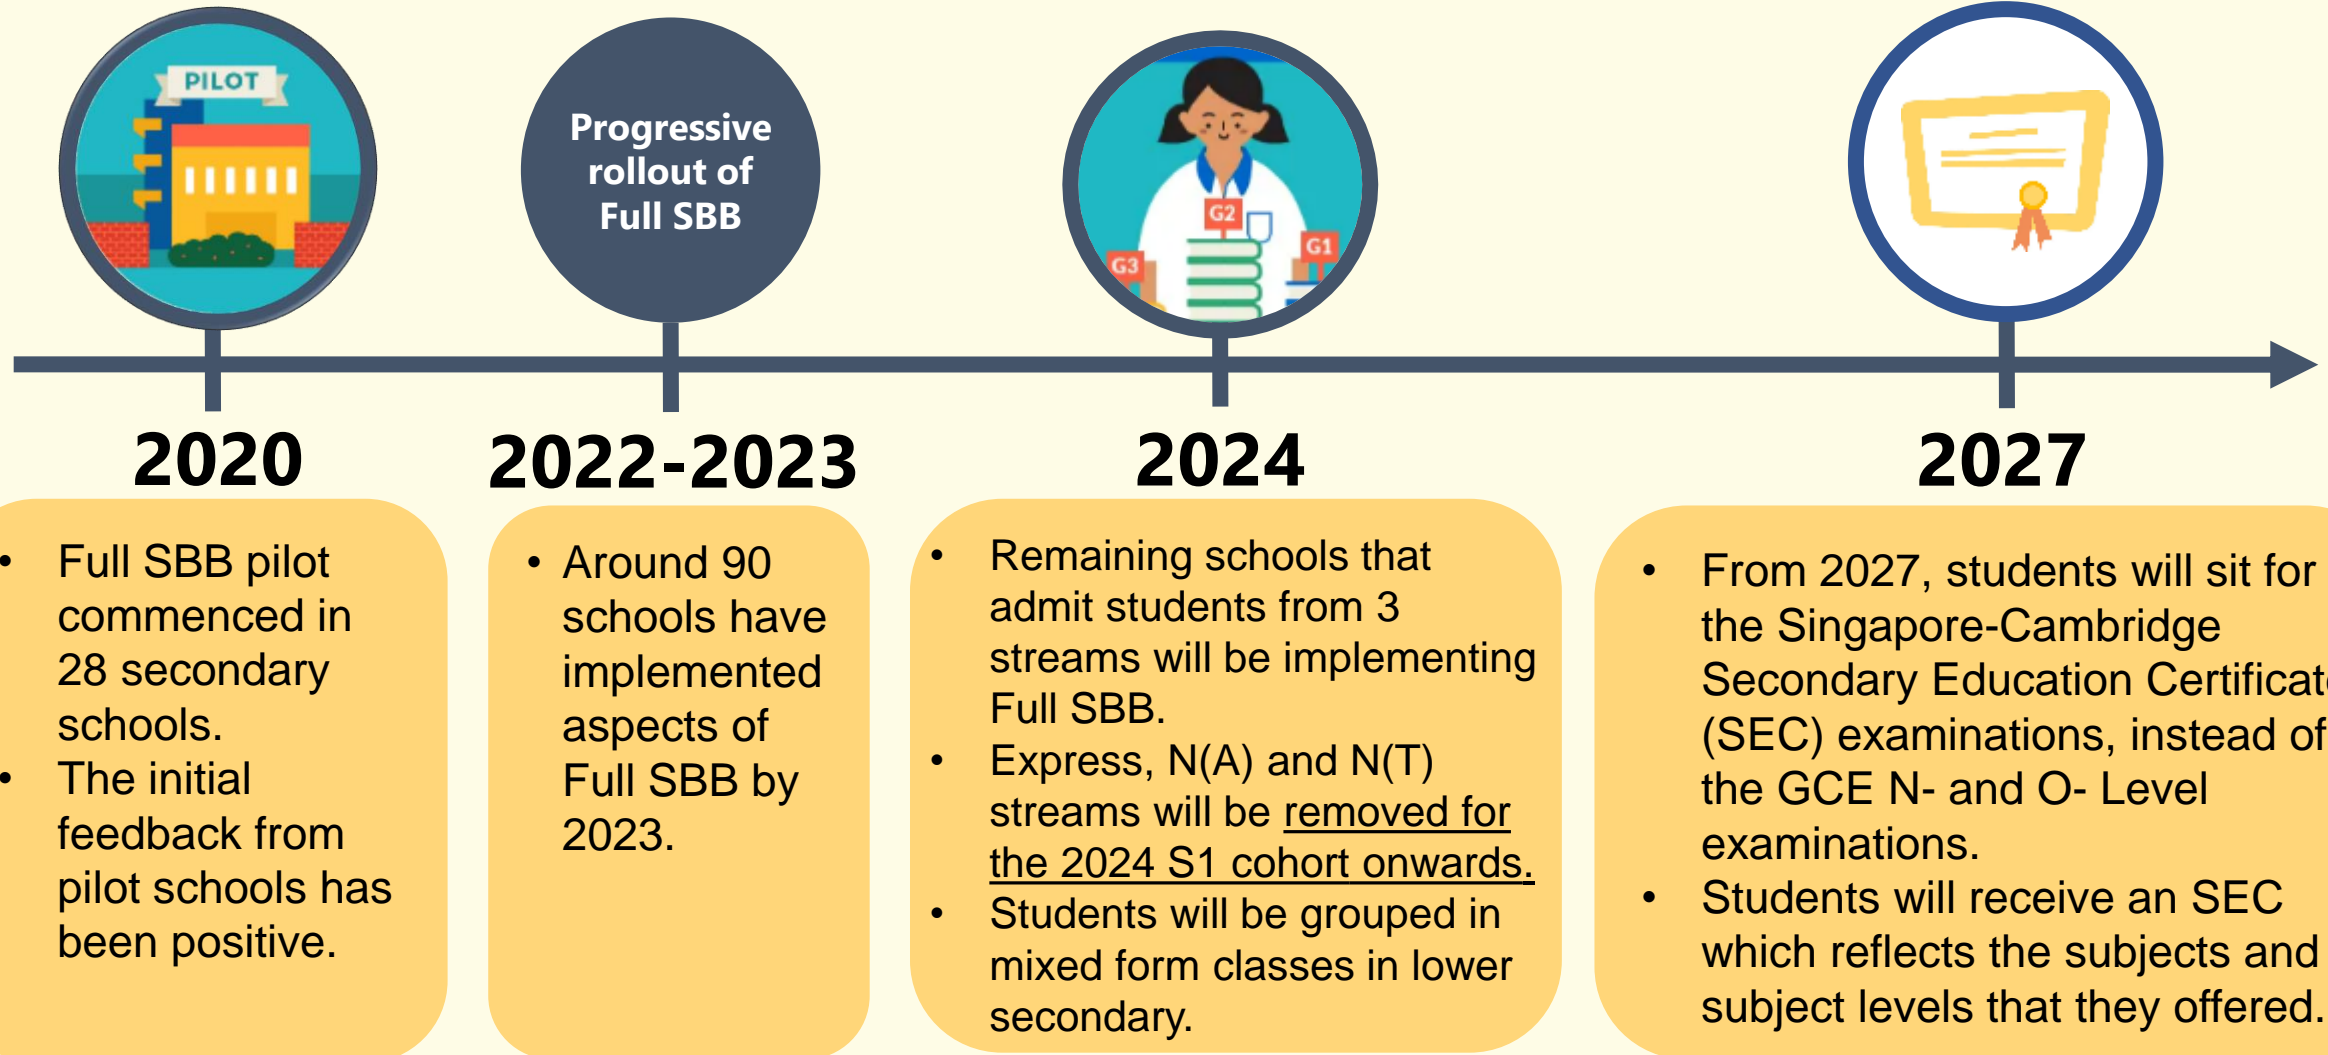 PILOT
Progressive
rollout of
Full SBB
G2
G1
G3
2020
• Full SBB pilot
commenced in
28 secondary
schools.
• The initial
feedback from
pilot schools has
been positive.
2022-2023
• Around 90
schools have
implemented
aspects of
Full SBB by
2023.
2024
• Remaining schools that
admit students from 3
streams will be implementing
Full SBB.
• Express, N(A) and N(T)
streams will be removed for
the 2024 S1 cohort onwards.
• Students will be grouped in
mixed form classes in lower
secondary.
2027
• From 2027, students will sit for
the Singapore-Cambridge
Secondary Education Certificate
(SEC) examinations, instead of
the GCE N- and O- Level
examinations.
• Students will receive an SEC
which reflects the subjects and
subject levels that they offered.